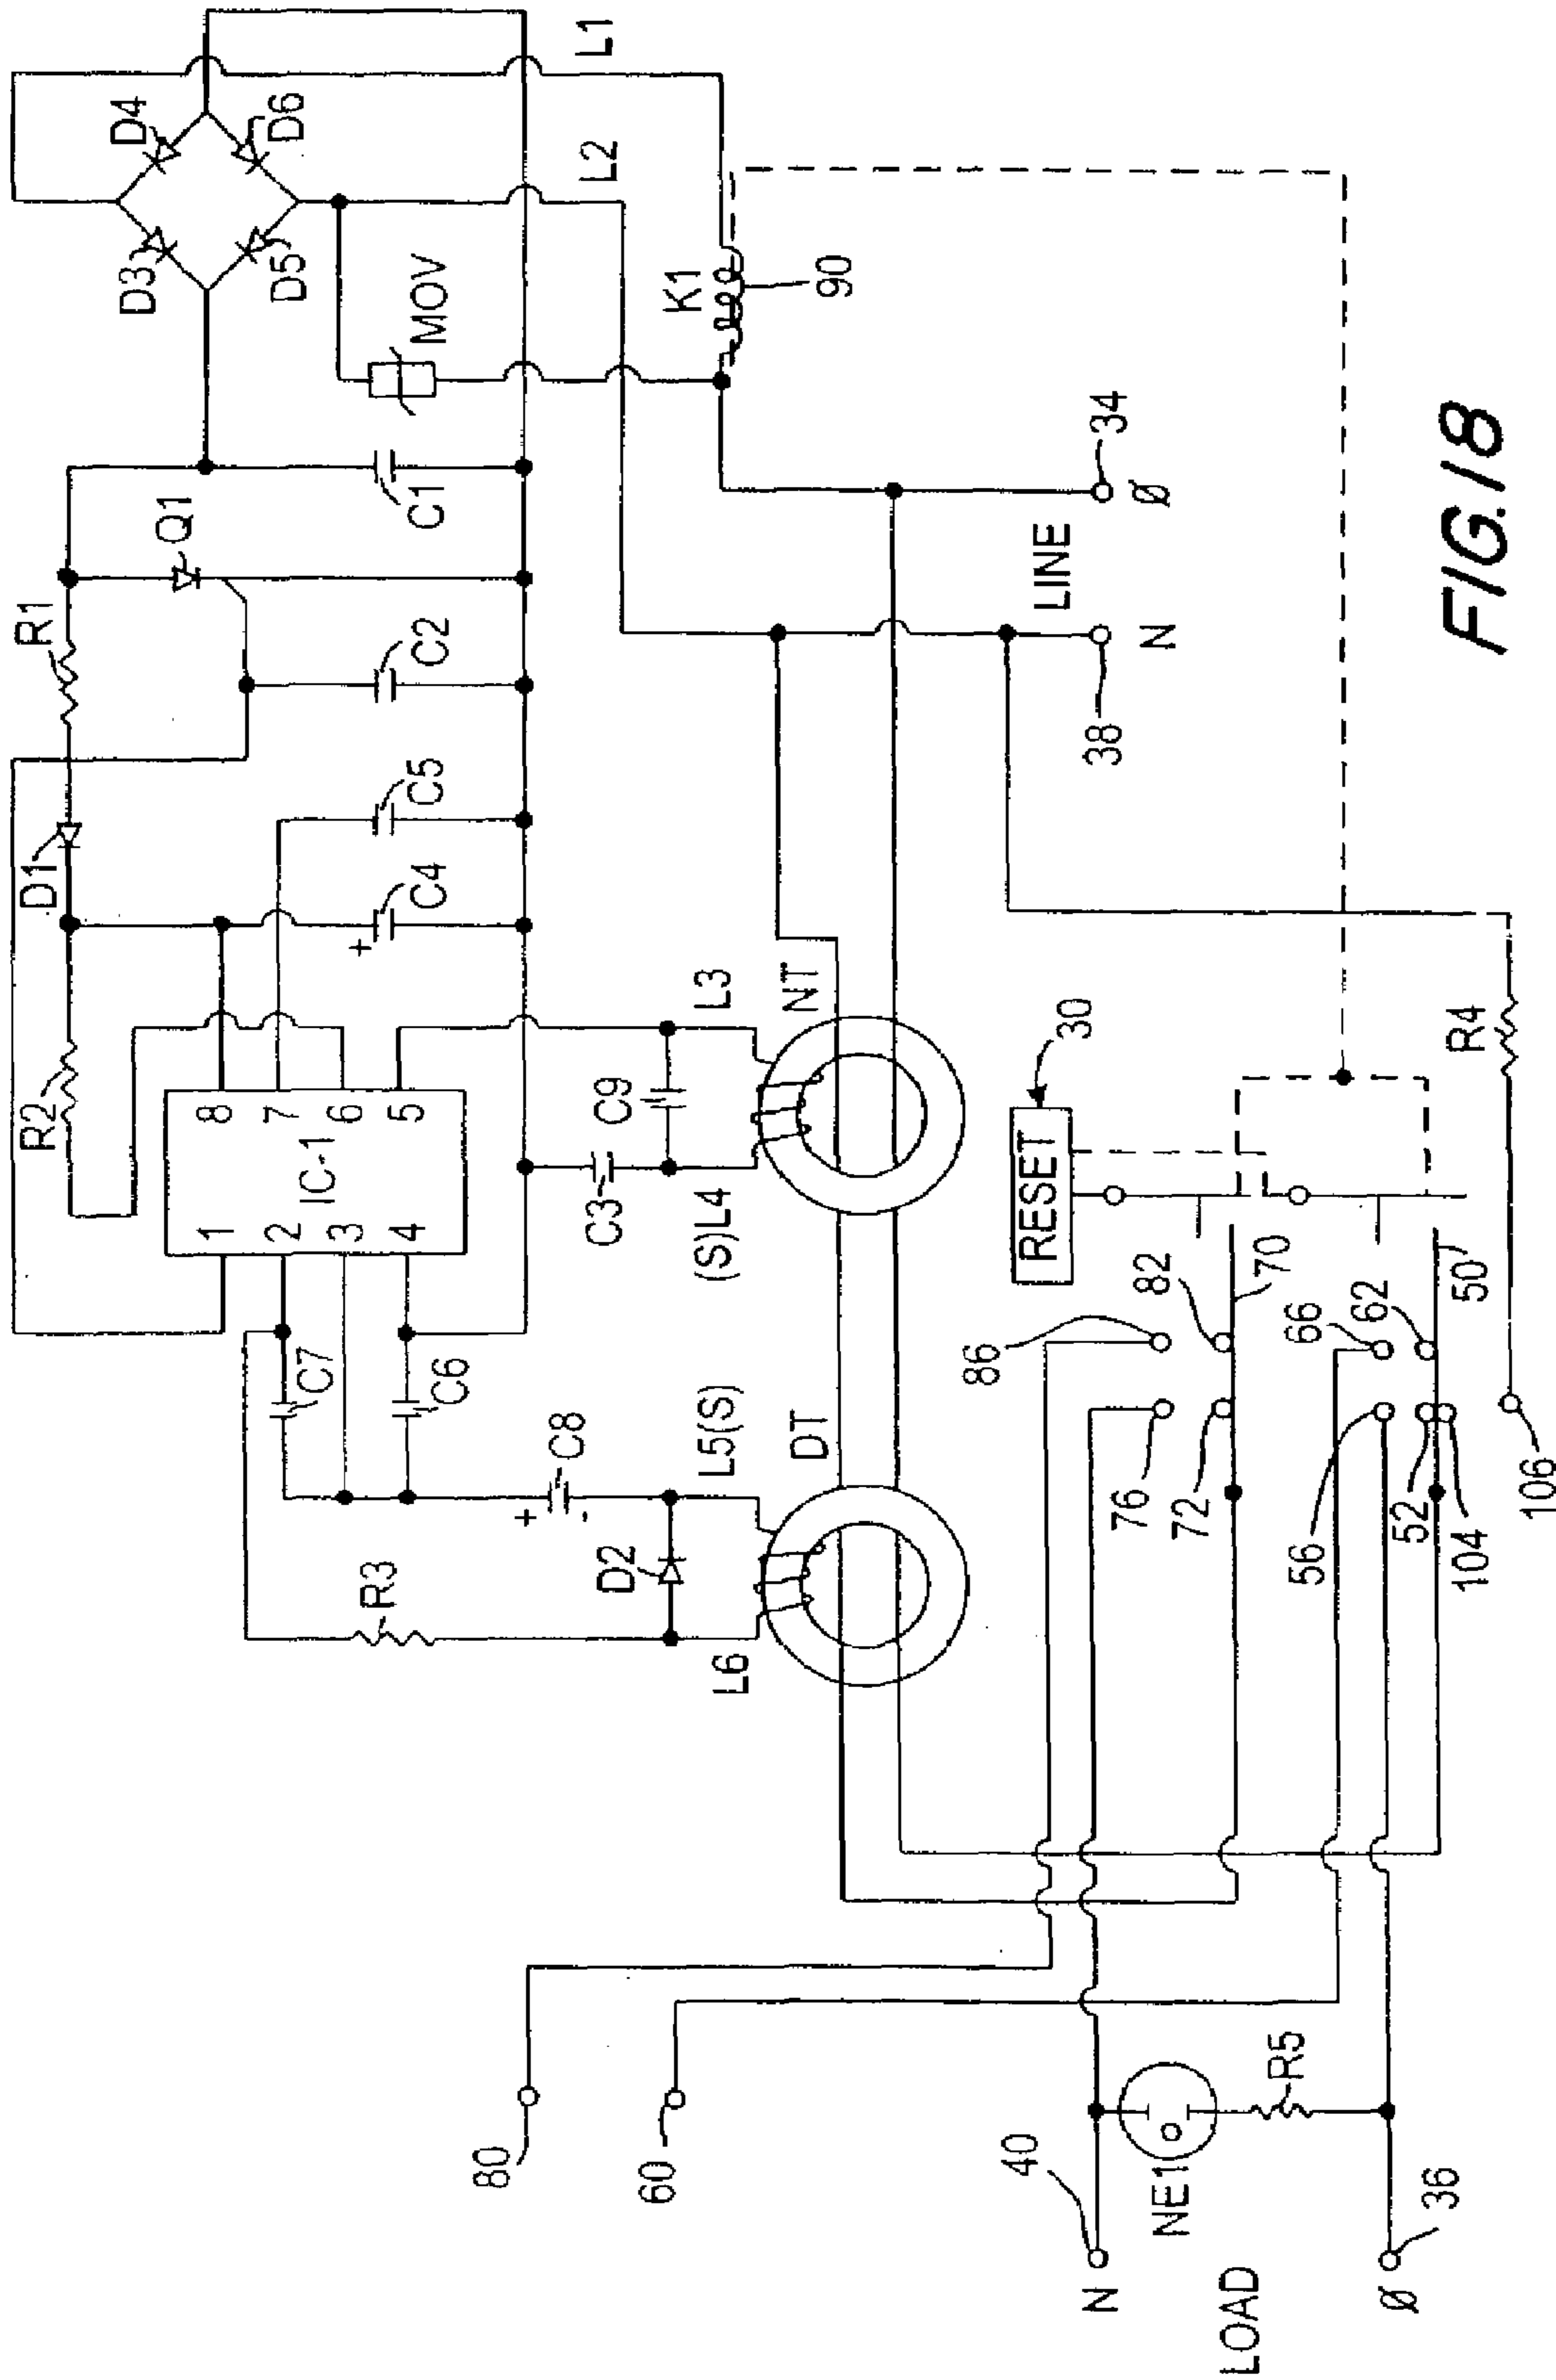 L1
L2
D4
D6
D3
D5
MOV
K1
90
Q1
C1
R1
C2
D1
C5
C4
R2
8
7
6
5
IC-1
1
2
3
4
L3
C9
C3
(S)L4
NT
C7
C6
C8
+
-
+
L5(S)
D2
R3
L6
DT
LINE
34
Ø
38
N
30
RESET
R4
82
70
86
76
72
66
62
50
56
52
104
106
80
60
40
N
NE1
R5
LOAD
Ø
36
FIG.18